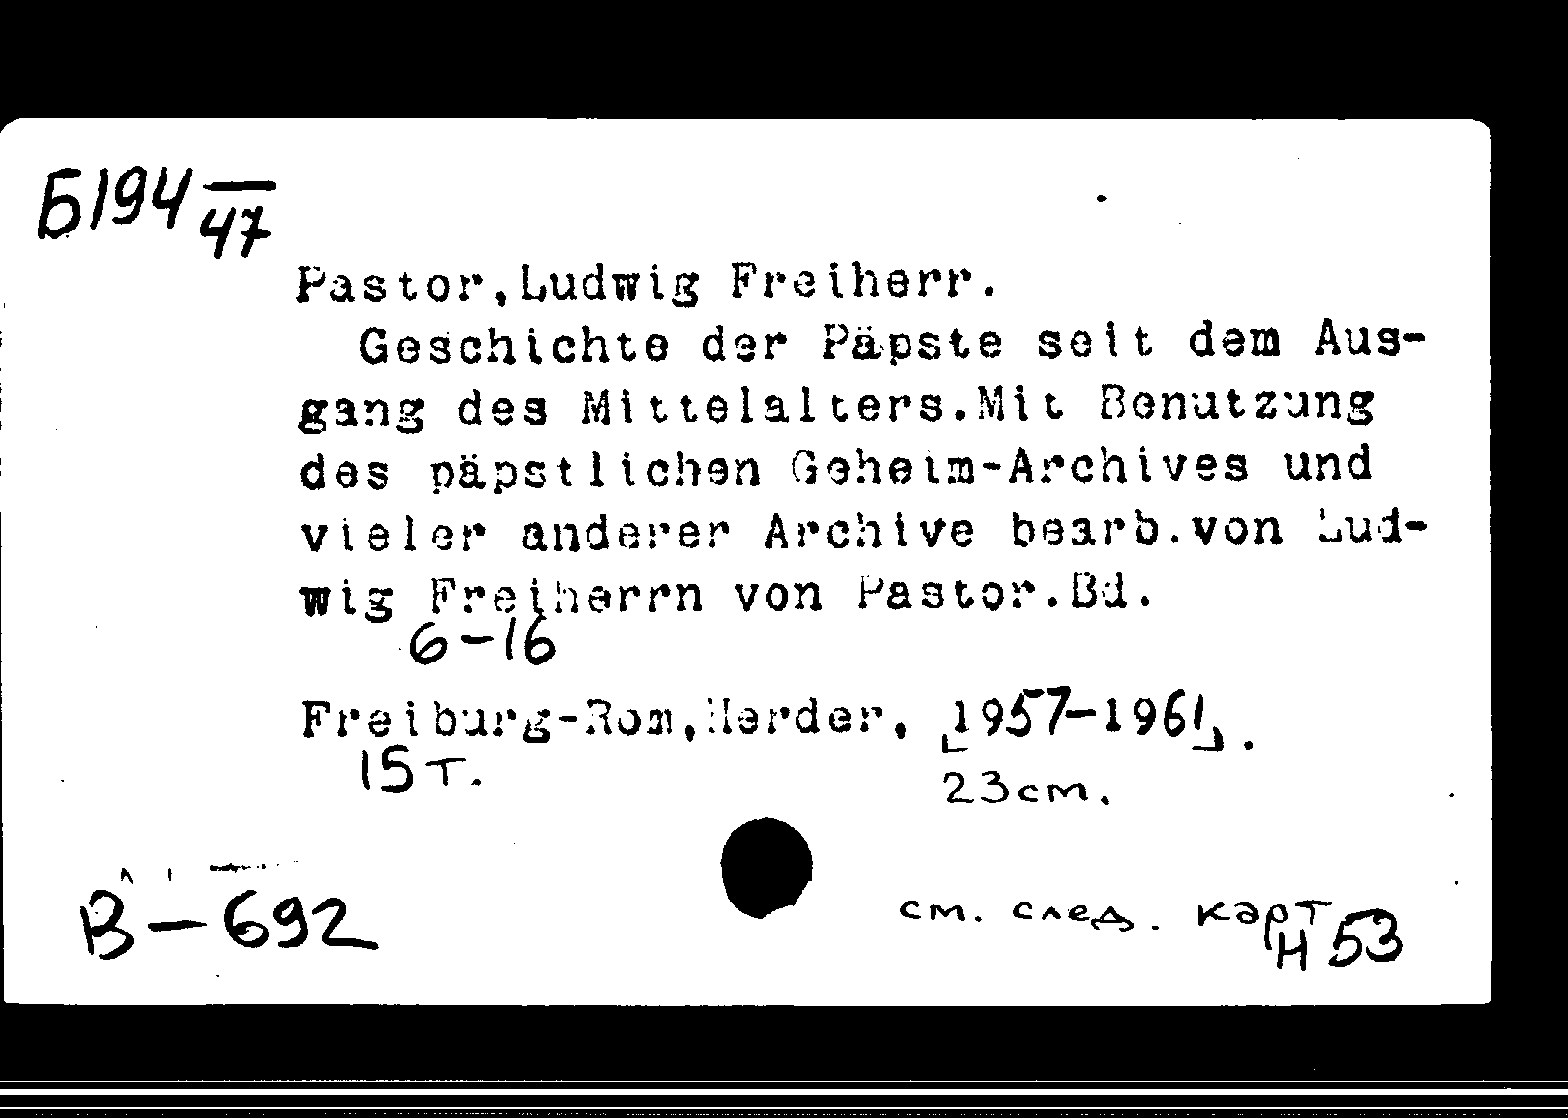 Б194 —
47
Pastor,Ludwig Freiherr.
Geschichte der Päpste seit dem Aus-
gang des Mittelalters.Mit Benutzung
des päpstlichen Geheim-Archives und
vieler anderer Archive bearb.von Lud-
wig Freiherrn von Pastor.Bd.
6-16
Freiburg-Rom,Herder, [1957-1961].
15 т.
23 cm.
В-692
см. след. карт
Н 53